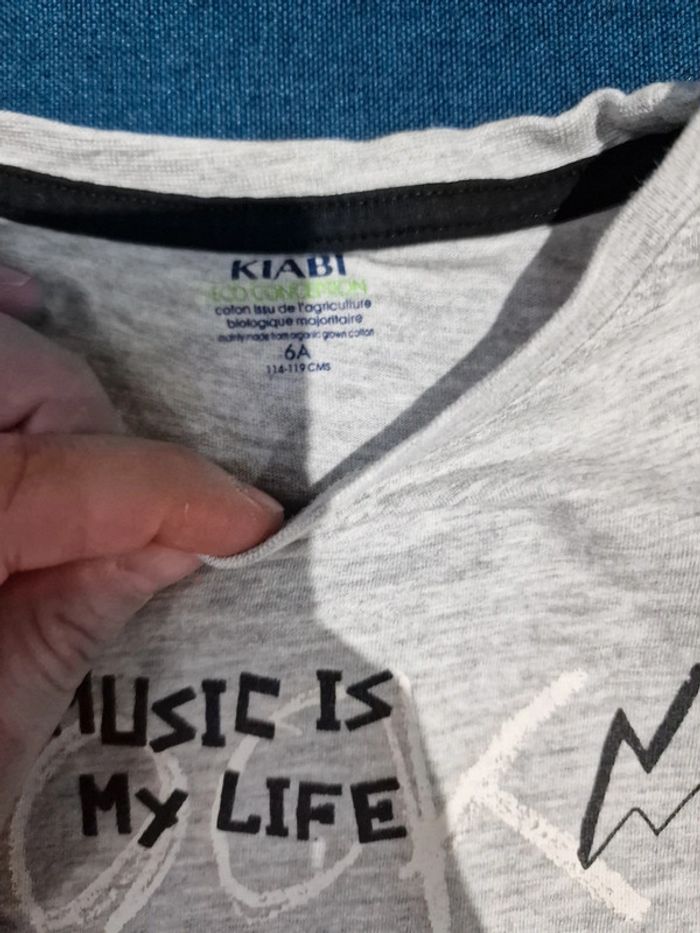 KIABI
ECO CONCEPTION
coton issu de l'agriculture
biologique majoritaire
mainly made from organic grown cotton
6A
114-119 CMS
MUSIC IS
MY LIFE